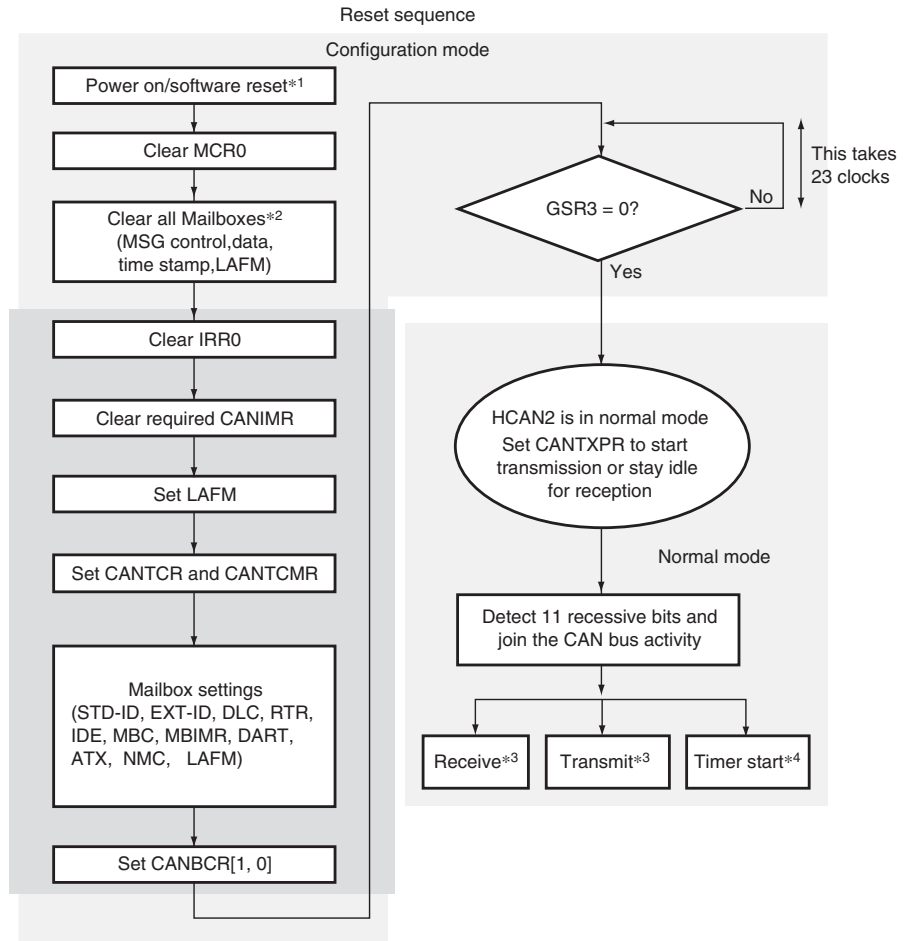 Reset sequence
Configuration mode
Power on/software reset*1
Clear MCR0
Clear all Mailboxes*2
(MSG control,data,
time stamp,LAFM)
Clear IRR0
Clear required CANIMR
Set LAFM
Set CANTCR and CANTCMR
Mailbox settings
(STD-ID, EXT-ID, DLC, RTR,
IDE, MBC, MBIMR, DART,
ATX, NMC, LAFM)
Set CANBCR[1, 0]
GSR3 = 0?
No
This takes
23 clocks
Yes
HCAN2 is in normal mode
Set CANTXPR to start
transmission or stay idle
for reception
Normal mode
Detect 11 recessive bits and
join the CAN bus activity
Receive*3
Transmit*3
Timer start*4